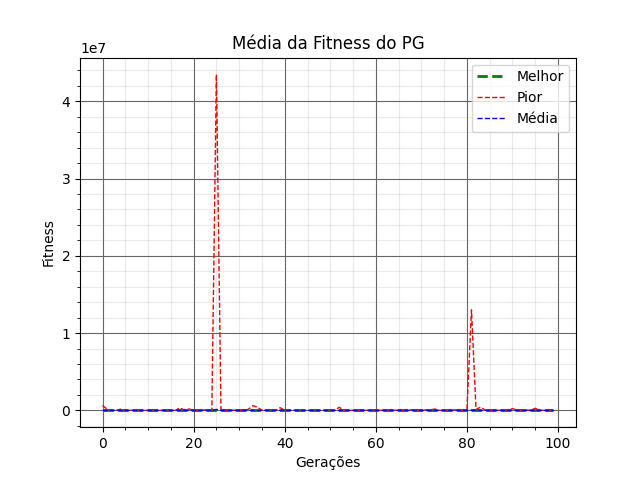 Média da Fitness do PG
1e7
Melhor
Pior
Média
4
3
2
1
0
Fitness
0 20 40 60 80 100
Gerações